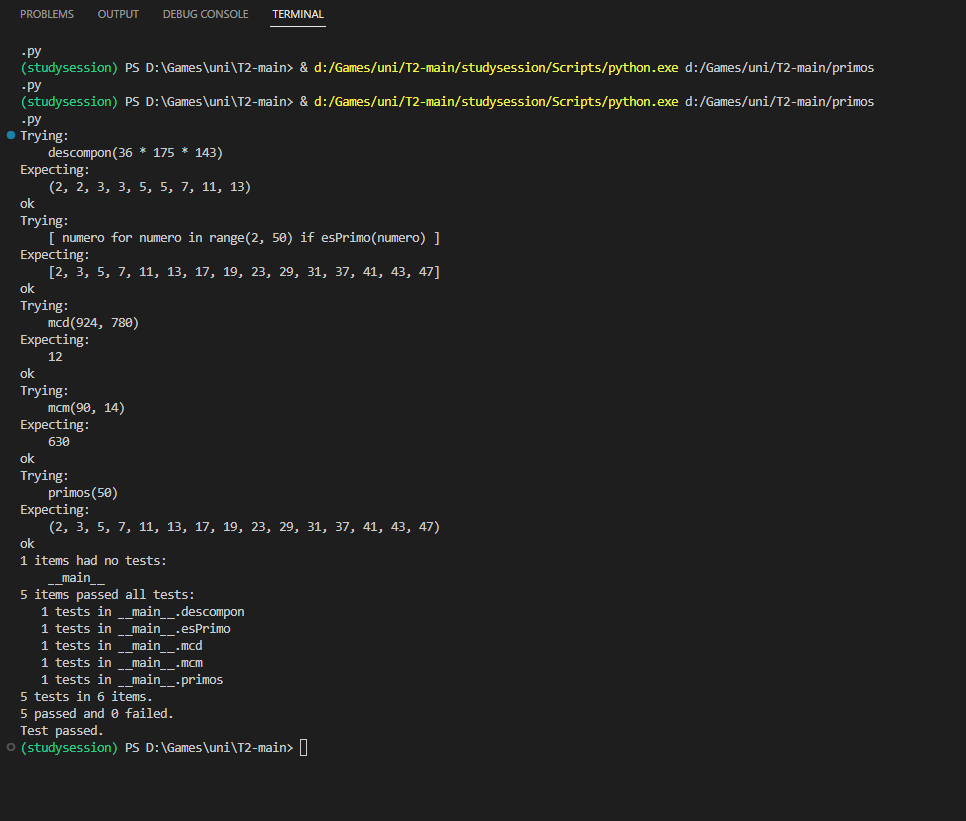 PROBLEMS OUTPUT DEBUG CONSOLE TERMINAL
.py
(studysession) PS D:\Games\uni\T2-main> & d:/Games/uni/T2-main/studysession/Scripts/python.exe d:/Games/uni/T2-main/primos
.py
(studysession) PS D:\Games\uni\T2-main> & d:/Games/uni/T2-main/studysession/Scripts/python.exe d:/Games/uni/T2-main/primos
.py
Trying:
    descompon(36 * 175 * 143)
Expecting:
    (2, 2, 3, 3, 5, 5, 7, 11, 13)
ok
Trying:
    [ numero for numero in range(2, 50) if esPrimo(numero) ]
Expecting:
    [2, 3, 5, 7, 11, 13, 17, 19, 23, 29, 31, 37, 41, 43, 47]
ok
Trying:
    mcd(924, 780)
Expecting:
    12
ok
Trying:
    mcm(90, 14)
Expecting:
    630
ok
Trying:
    primos(50)
Expecting:
    (2, 3, 5, 7, 11, 13, 17, 19, 23, 29, 31, 37, 41, 43, 47)
ok
1 items had no tests:
    __main__
5 items passed all tests:
   1 tests in __main__.descompon
   1 tests in __main__.esPrimo
   1 tests in __main__.mcd
   1 tests in __main__.mcm
   1 tests in __main__.primos
5 tests in 6 items.
5 passed and 0 failed.
Test passed.
(studysession) PS D:\Games\uni\T2-main>